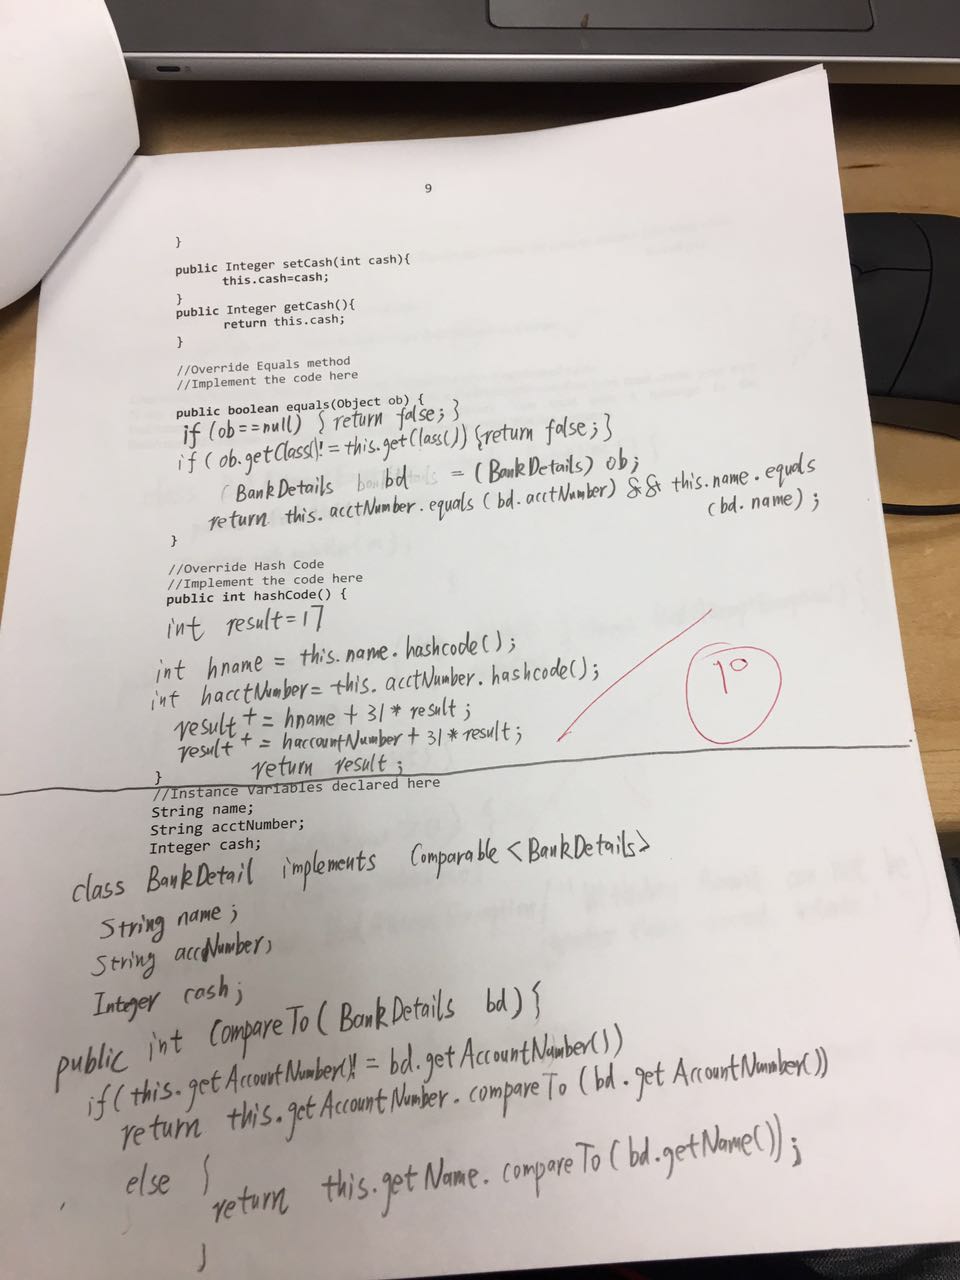 9
}
public Integer setCash(int cash){
this.cash=cash;
}
public Integer getCash(){
return this.cash;
}
//Override Equals method
//Implement the code here
public boolean equals(Object ob) {
if (ob==null) { return false; }
if ( ob.getClass()!= this.getClass()) {return false; }
(BankDetails bd = (BankDetails) ob;
return this. acctNumber.equals (bd.acctNumber) && this.name.equals
(bd. name) ;
}
//Override Hash Code
//Implement the code here
public int hashCode() {
int result=17
int hname = this.name.hashcode();
int hacctNumber= this. acctNumber.hashcode();
result += hname + 31* result ;
result += haccountNumber + 31* result;
return result ;
}
//Instance Variables declared here
String name;
String acctNumber;
Integer cash;
class BankDetail implements Comparable <BankDetails>
String name ;
String accNumber;
Integer cash;
public int CompareTo ( BankDetails bd) {
if( this.getAccountNumber()!= bd.getAccountNumber())
return this.getAccountNumber.compareTo (bd.getAccountNumber())
else {
return this.getName.compareTo(bd.getName());
}